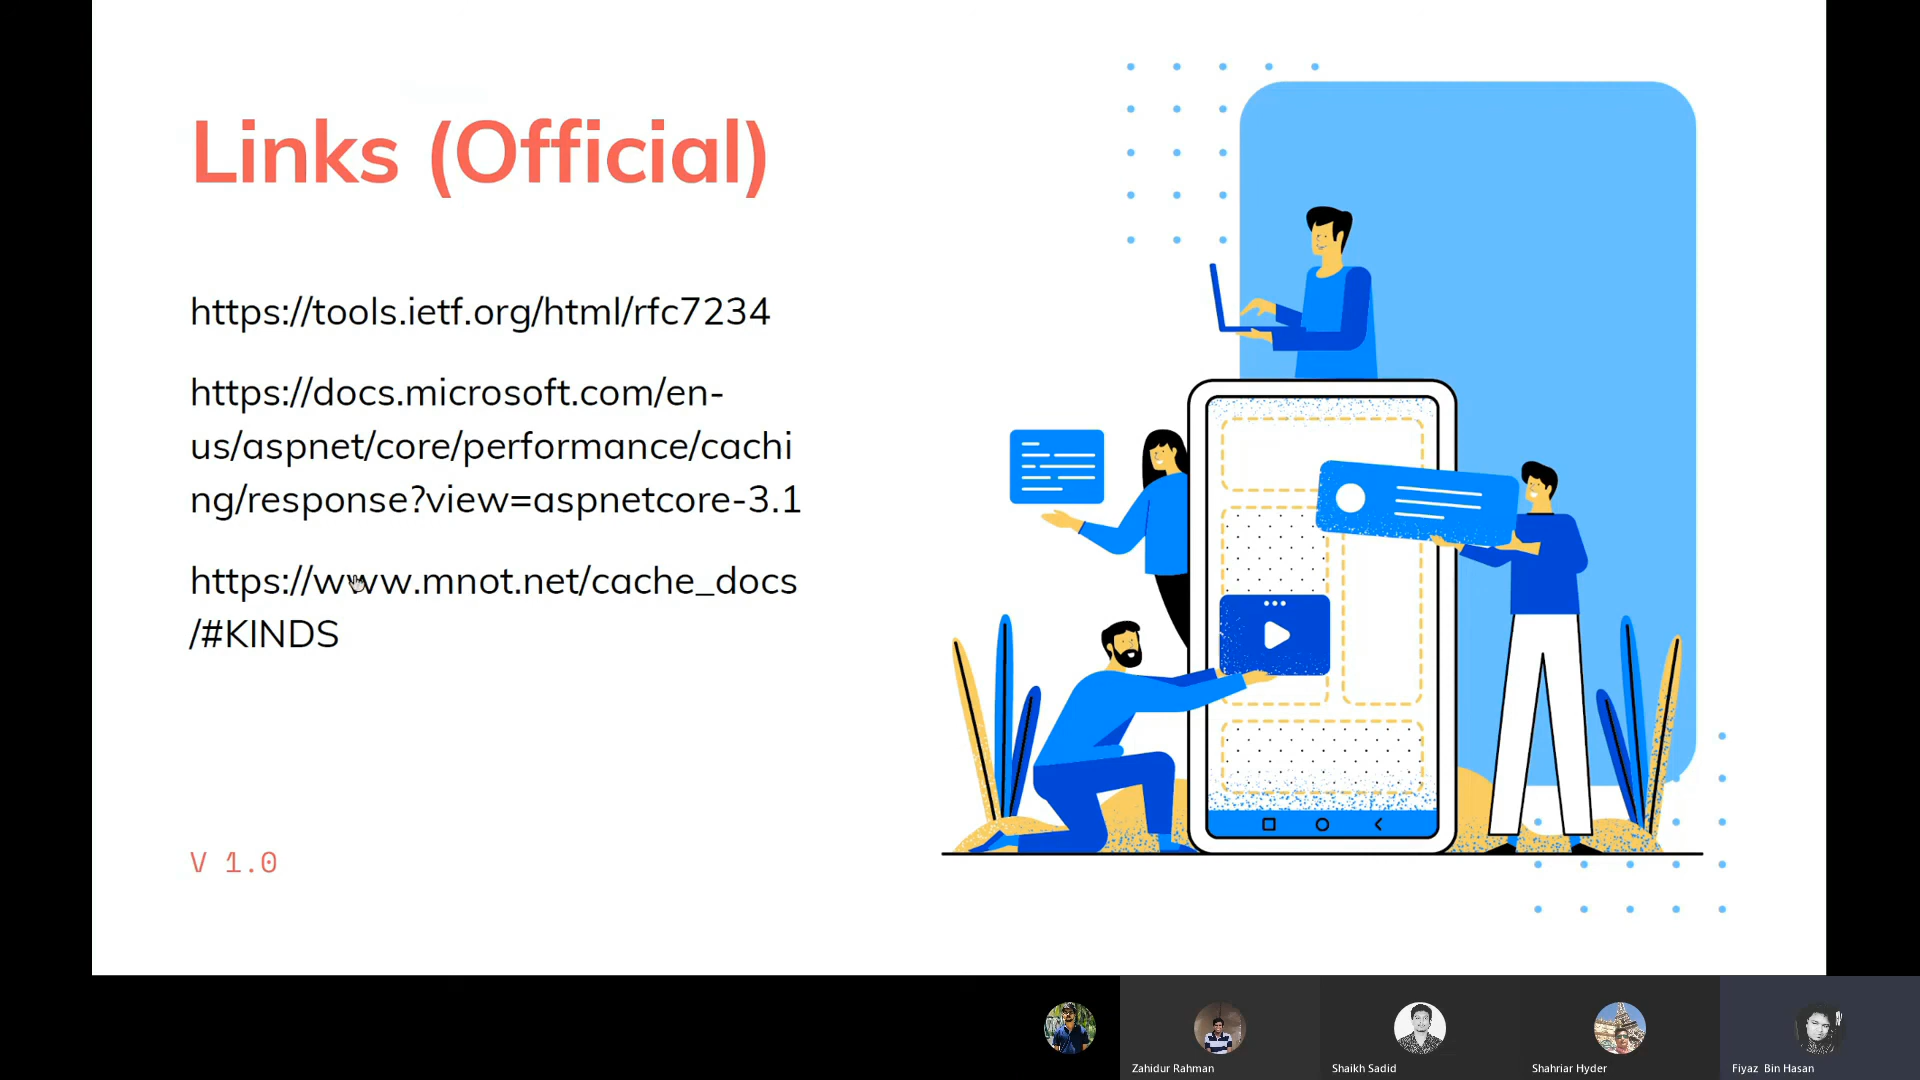 Links (Official)
https://tools.ietf.org/html/rfc7234
https://docs.microsoft.com/en-
us/aspnet/core/performance/cachi
ng/response?view=aspnetcore-3.1
https://www.mnot.net/cache_docs
/#KINDS
V 1.0
Zahidur Rahman
Shaikh Sadid
Shahriar Hyder
Fiyaz Bin Hasan